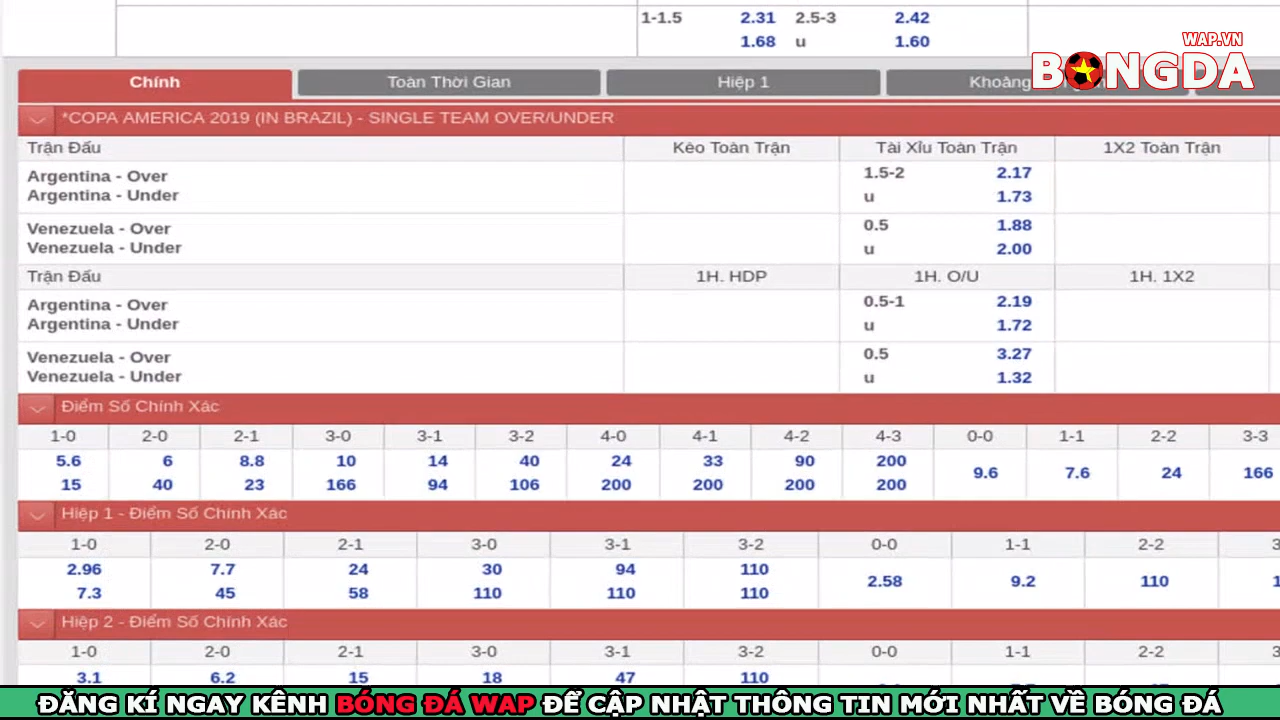 1-1.5 2.31 2.5-3 2.42
1.68 u 1.60
WAP.VN
BONGDA
Chính Toàn Thời Gian Hiệp 1 Khoảng
*COPA AMERICA 2019 (IN BRAZIL) - SINGLE TEAM OVER/UNDER
Trận Đấu Kèo Toàn Trận Tài Xỉu Toàn Trận 1X2 Toàn Trận
Argentina - Over 1.5-2 2.17
Argentina - Under u 1.73
Venezuela - Over 0.5 1.88
Venezuela - Under u 2.00
Trận Đấu 1H. HDP 1H. O/U 1H. 1X2
Argentina - Over 0.5-1 2.19
Argentina - Under u 1.72
Venezuela - Over 0.5 3.27
Venezuela - Under u 1.32
Điểm Số Chính Xác
1-0 2-0 2-1 3-0 3-1 3-2 4-0 4-1 4-2 4-3 0-0 1-1 2-2 3-3
5.6 6 8.8 10 14 40 24 33 90 200 9.6 7.6 24 166
15 40 23 166 94 106 200 200 200 200
Hiệp 1 - Điểm Số Chính Xác
1-0 2-0 2-1 3-0 3-1 3-2 0-0 1-1 2-2
2.96 7.7 24 30 94 110 2.58 9.2 110
7.3 45 58 110 110 110
Hiệp 2 - Điểm Số Chính Xác
1-0 2-0 2-1 3-0 3-1 3-2 0-0 1-1 2-2
3.1 6.2 15 18 47 110
ĐĂNG KÍ NGAY KÊNH BÓNG ĐÁ WAP ĐỂ CẬP NHẬT THÔNG TIN MỚI NHẤT VỀ BÓNG ĐÁ